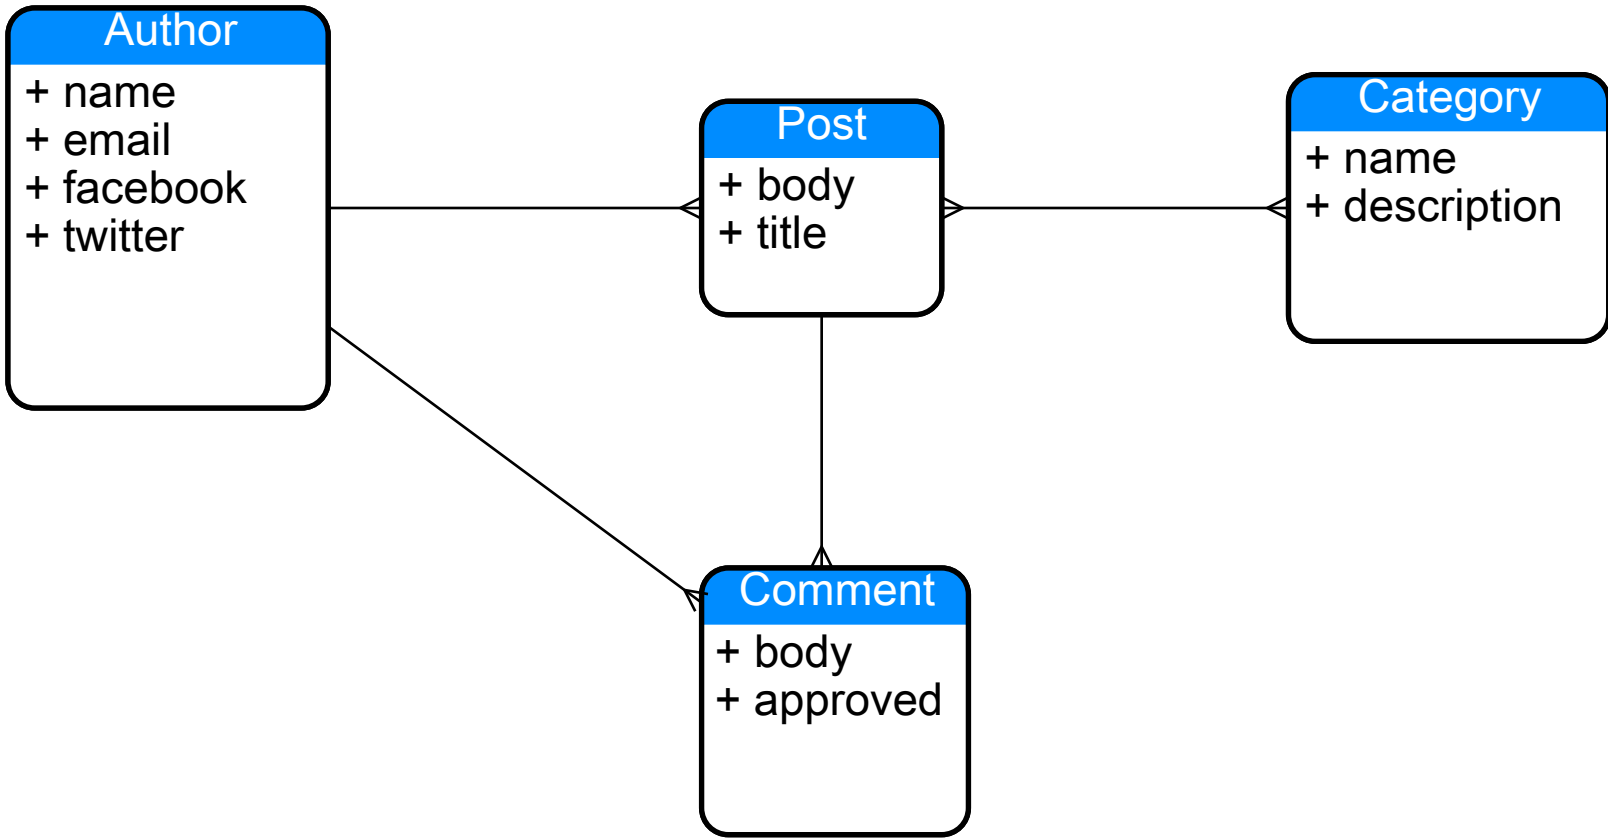 Author
+ name
+ email
+ facebook
+ twitter
Post
+ body
+ title
Category
+ name
+ description
Comment
+ body
+ approved